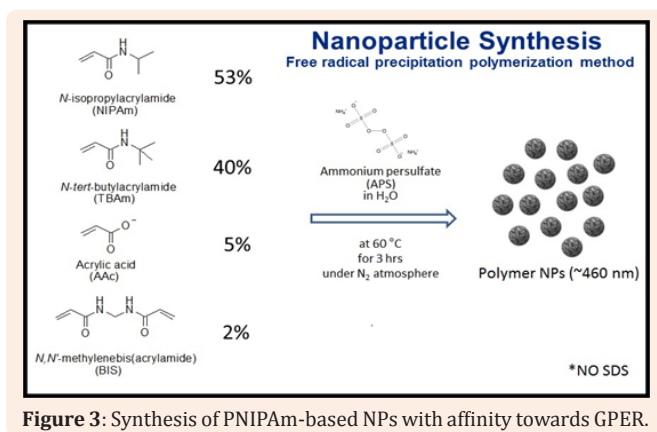 Nanoparticle Synthesis
Free radical precipitation polymerization method
H
N
O
53%
N-isopropylacrylamide
(NIPAm)
H
N
O
40%
N-tert-butylacrylamide
(TBAm)
O⁻
O
5%
Acrylic acid
(AAc)
H
N
H
N
O
O
2%
N,N'-methylenebis(acrylamide)
(BIS)
Ammonium persulfate
(APS)
in H₂O
at 60 °C
for 3 hrs
under N₂ atmosphere
Polymer NPs (~460 nm)
*NO SDS
Figure 3: Synthesis of PNIPAm-based NPs with affinity towards GPER.